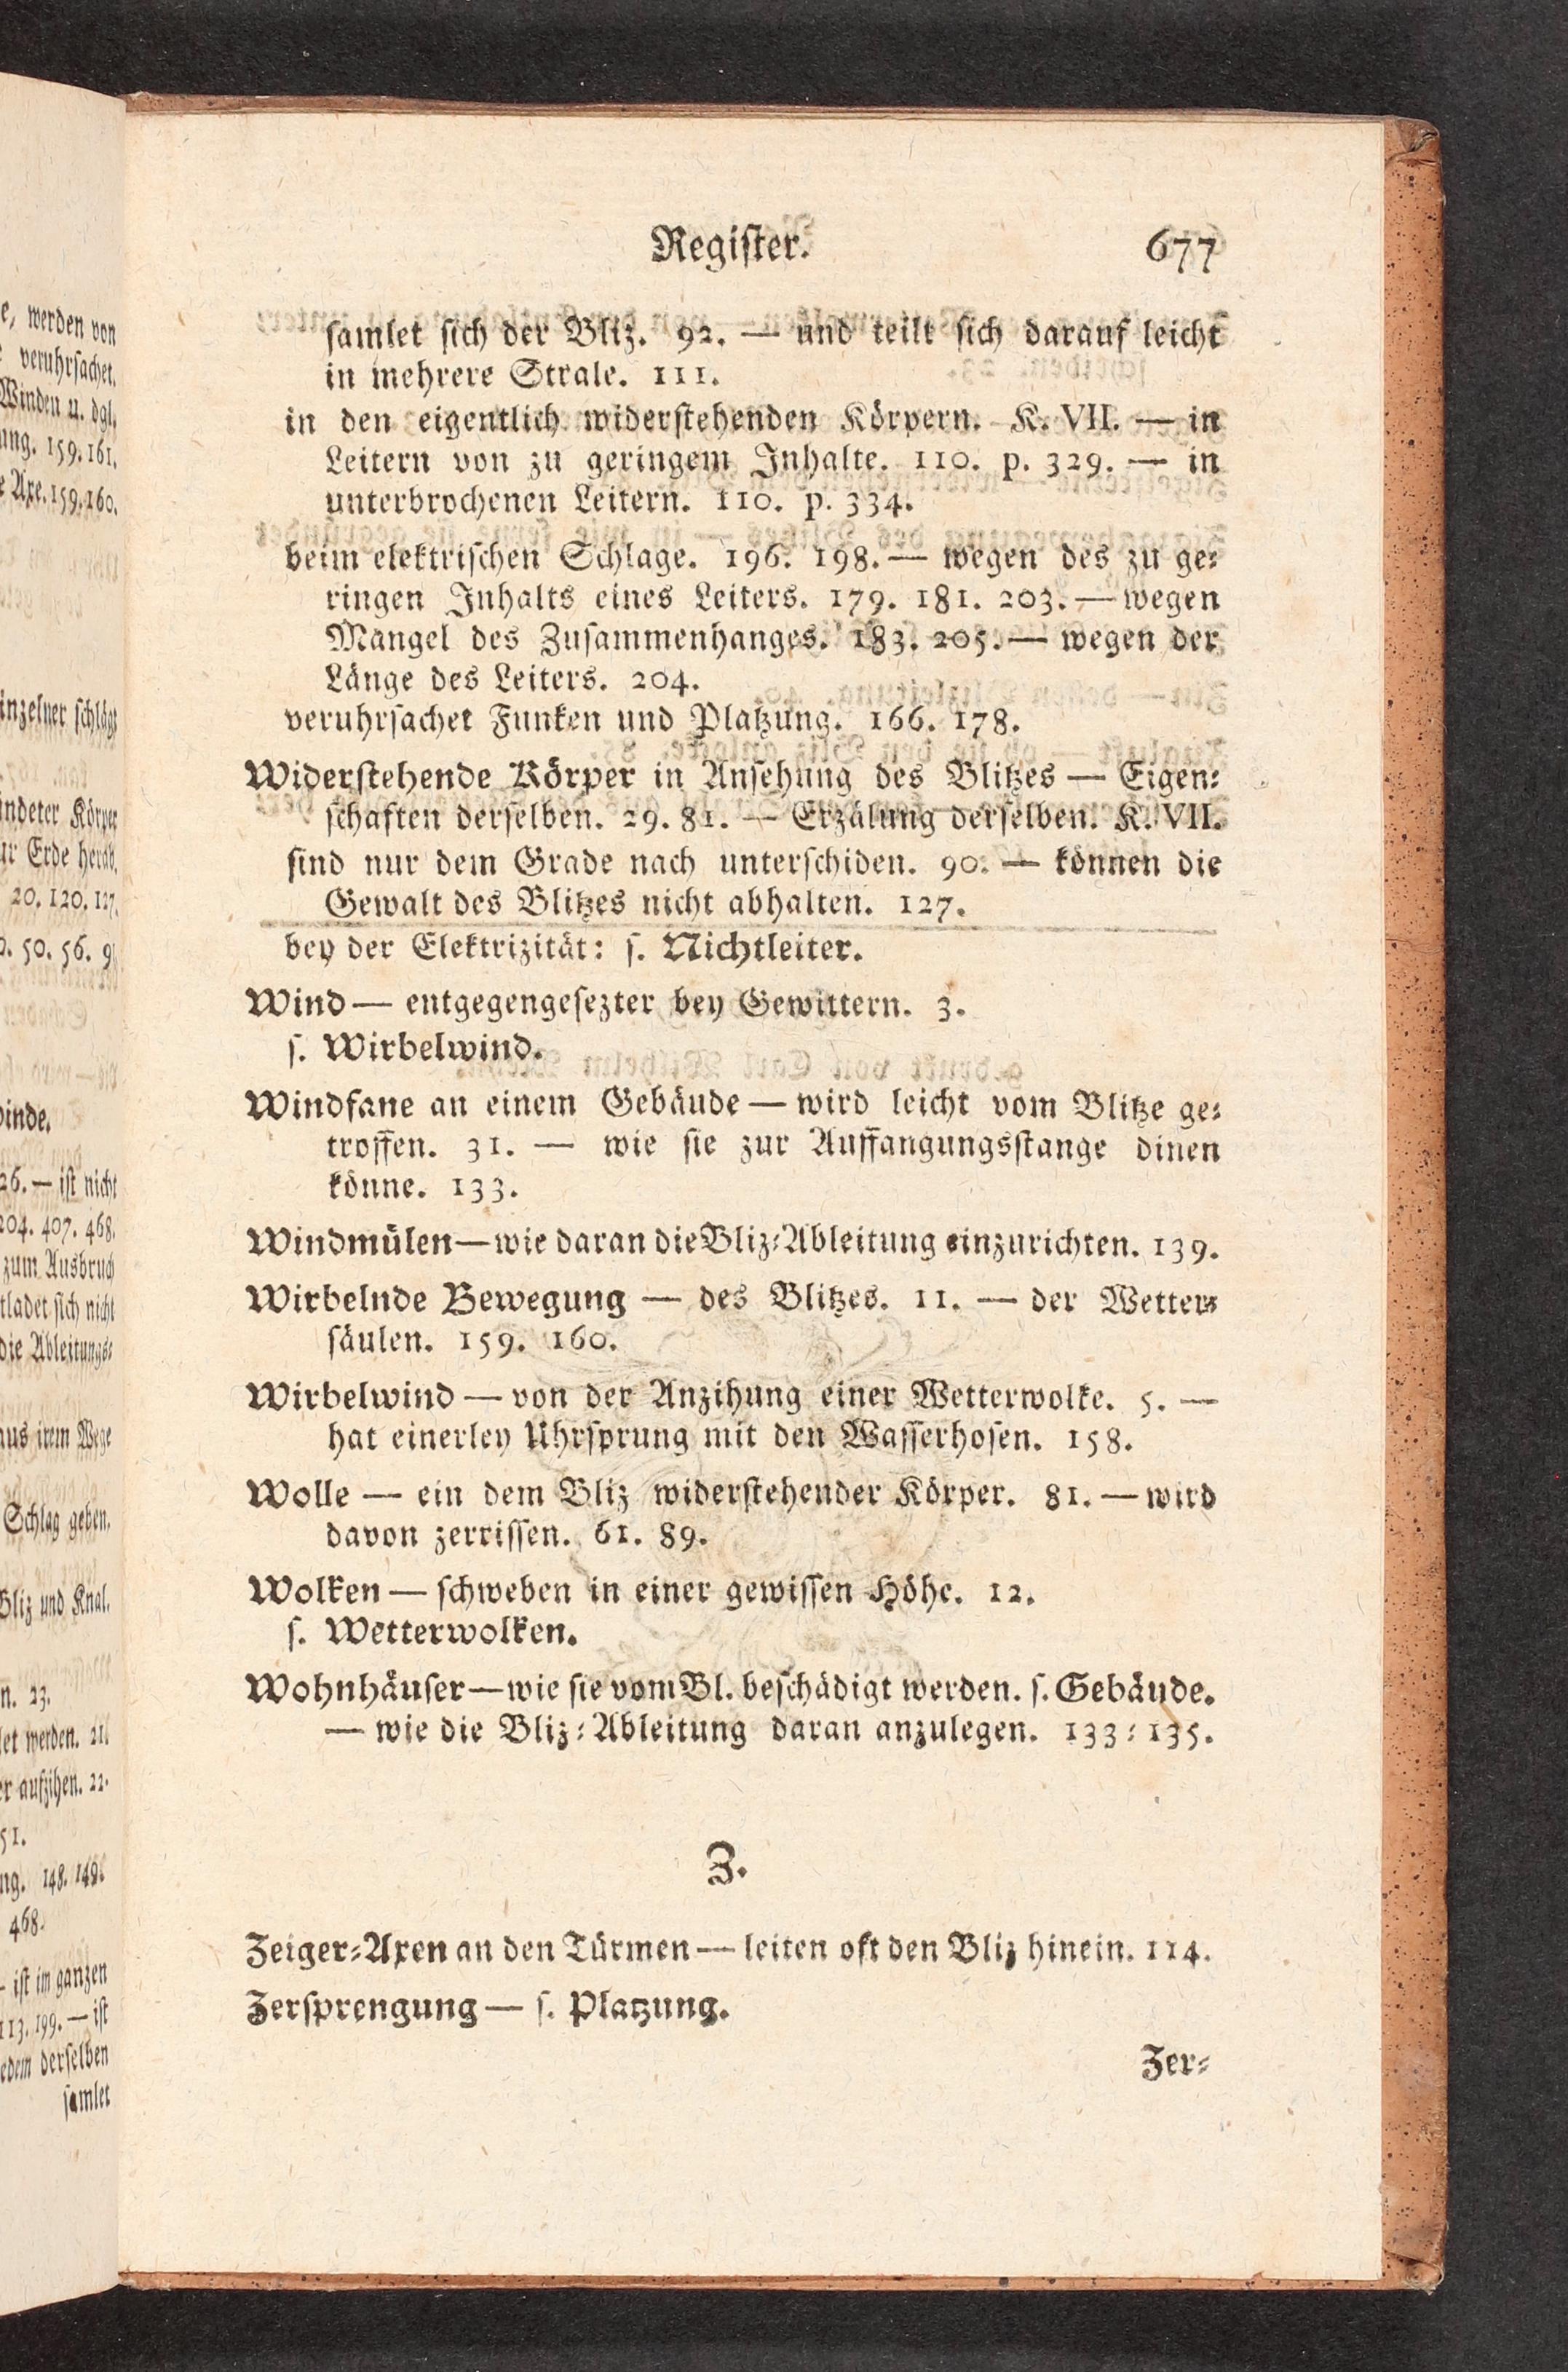 Register. 677
samlet sich der Bliz. 92. — und teilt sich darauf leicht
in mehrere Strale. 111.
in den eigentlich widerstehenden Körpern. K. VII. — in
Leitern von zu geringem Inhalte. 110. p. 329. — in
unterbrochenen Leitern. 110. p. 334.
beim elektrischen Schlage. 196. 198. — wegen des zu ge-
ringen Inhalts eines Leiters. 179. 181. 203. — wegen
Mangel des Zusammenhanges. 183. 205. — wegen der
Länge des Leiters. 204.
veruhrsachet Funken und Platzung. 166. 178.
Widerstehende Körper in Ansehung des Blitzes — Eigen-
schaften derselben. 29. 81. — Erzälung derselben. K. VII.
sind nur dem Grade nach unterschiden. 90. — können die
Gewalt des Blitzes nicht abhalten. 127.
bey der Elektrizität: s. Nichtleiter.
Wind — entgegengesezter bey Gewittern. 3.
s. Wirbelwind.
Windfane an einem Gebäude — wird leicht vom Blitze ge-
troffen. 31. — wie sie zur Auffangungsstange dinen
könne. 133.
Windmülen — wie daran die Bliz-Ableitung einzurichten. 139.
Wirbelnde Bewegung — des Blitzes. 11. — der Wetter-
säulen. 159. 160.
Wirbelwind — von der Anzihung einer Wetterwolke. 5. —
hat einerley Uhrsprung mit den Wasserhosen. 158.
Wolle — ein dem Bliz widerstehender Körper. 81. — wird
davon zerrissen. 61. 89.
Wolken — schweben in einer gewissen Höhe. 12.
s. Wetterwolken.
Wohnhäuser — wie sie vom Bl. beschädigt werden. s. Gebäude.
— wie die Bliz-Ableitung daran anzulegen. 133-135.
Z.
Zeiger-Axen an den Türmen — leiten oft den Bliz hinein. 114.
Zersprengung — s. Platzung.
Zer-